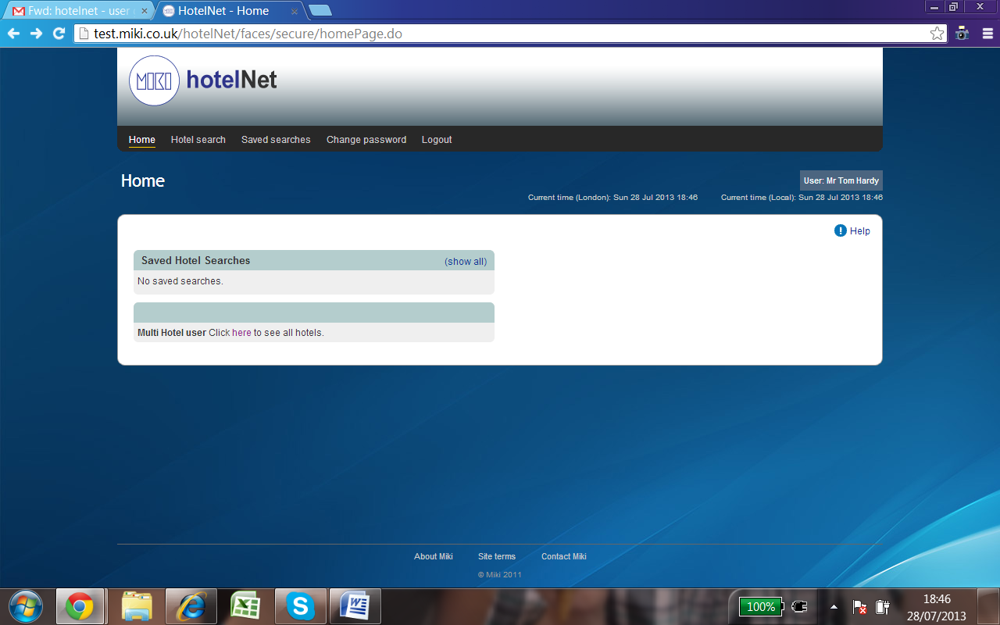 Fwd: hotelnet - user
HotelNet - Home
test.miki.co.uk/hotelNet/faces/secure/homePage.do
MIKI hotelNet
Home Hotel search Saved searches Change password Logout
Home
User: Mr Tom Hardy
Current time (London): Sun 28 Jul 2013 18:46 Current time (Local): Sun 28 Jul 2013 18:46
Help
Saved Hotel Searches (show all)
No saved searches.
Multi Hotel user Click here to see all hotels.
About Miki Site terms Contact Miki
© Miki 2011
100%
18:46
28/07/2013